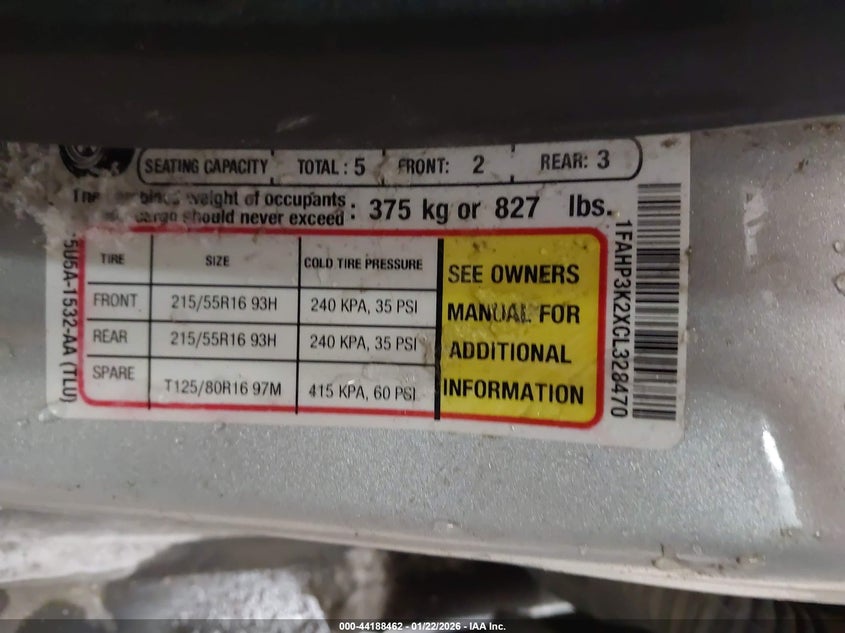 SEATING CAPACITY TOTAL : 5 FRONT: 2 REAR: 3
The combined weight of occupants
and cargo should never exceed : 375 kg or 827 lbs.
TIRE SIZE COLD TIRE PRESSURE
FRONT 215/55R16 93H 240 KPA, 35 PSI
REAR 215/55R16 93H 240 KPA, 35 PSI
SPARE T125/80R16 97M 415 KPA, 60 PSI
SEE OWNERS
MANUAL FOR
ADDITIONAL
INFORMATION
5U5A-1532-AA (TLU)
1FAHP3K2XCL328470
000-44188462 - 01/22/2026 - IAA Inc.